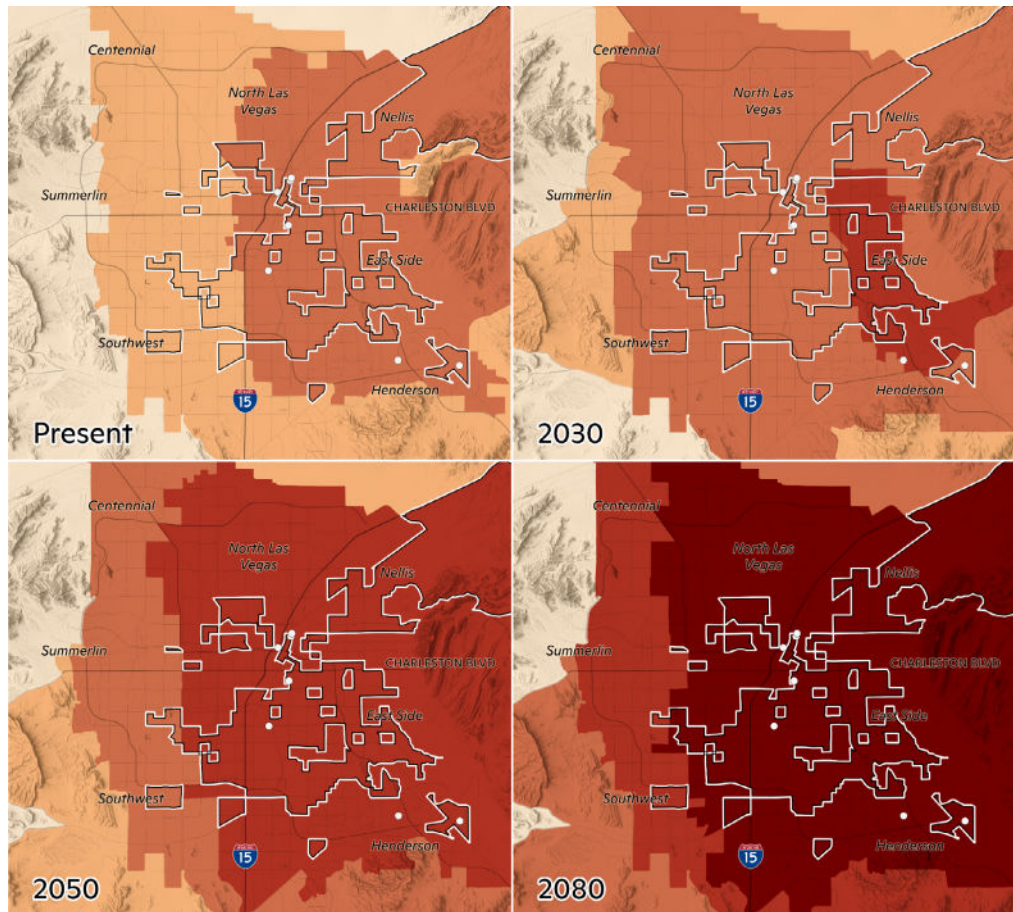 Centennial
North Las
Vegas
Nellis
Summerlin
CHARLESTON BLVD
East Side
Southwest
Henderson
15
Present
Centennial
North Las
Vegas
Nellis
Summerlin
CHARLESTON BLVD
East Side
Southwest
Henderson
15
2030
Centennial
North Las
Vegas
Nellis
Summerlin
CHARLESTON BLVD
East Side
Southwest
Henderson
15
2050
Centennial
North Las
Vegas
Nellis
Summerlin
CHARLESTON BLVD
East Side
Southwest
Henderson
15
2080